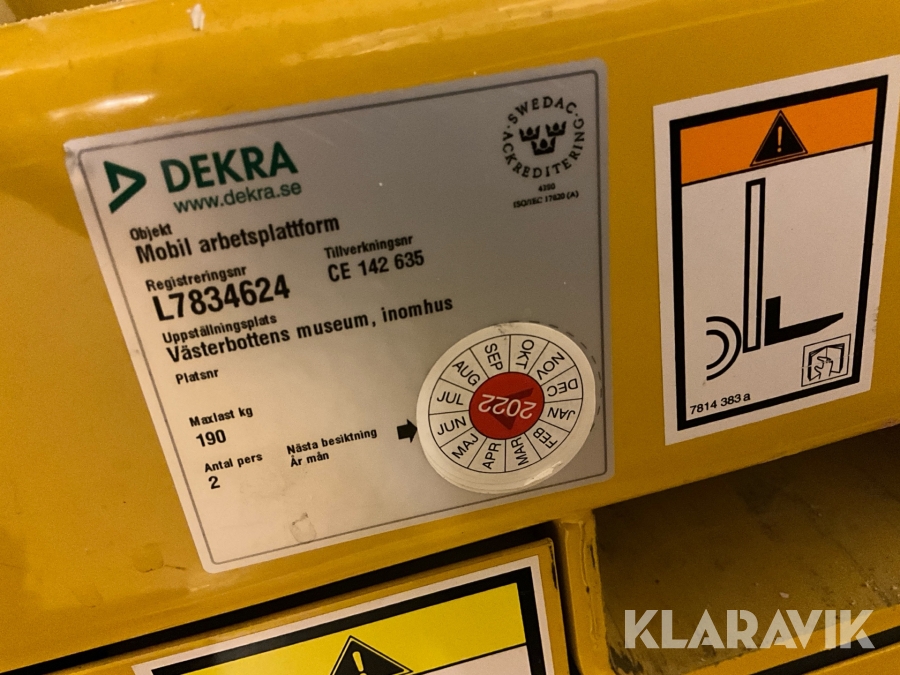 DEKRA
www.dekra.se
SWEDAC
ACKREDITERING
ISO/IEC 17020 (A)
Objekt
Mobil arbetsplattform
Registreringsnr
L7834624
Tillverkningsnr
CE 142 635
Uppställningsplats
Västerbottens museum, inomhus
Platsnr
Maxlast kg
190
Antal pers
2
Nästa besiktning
År mån
2022
JAN
FEB
MAR
APR
MAJ
JUN
JUL
AUG
SEP
OKT
NOV
DEC
7814 383 a
KLARAVIK